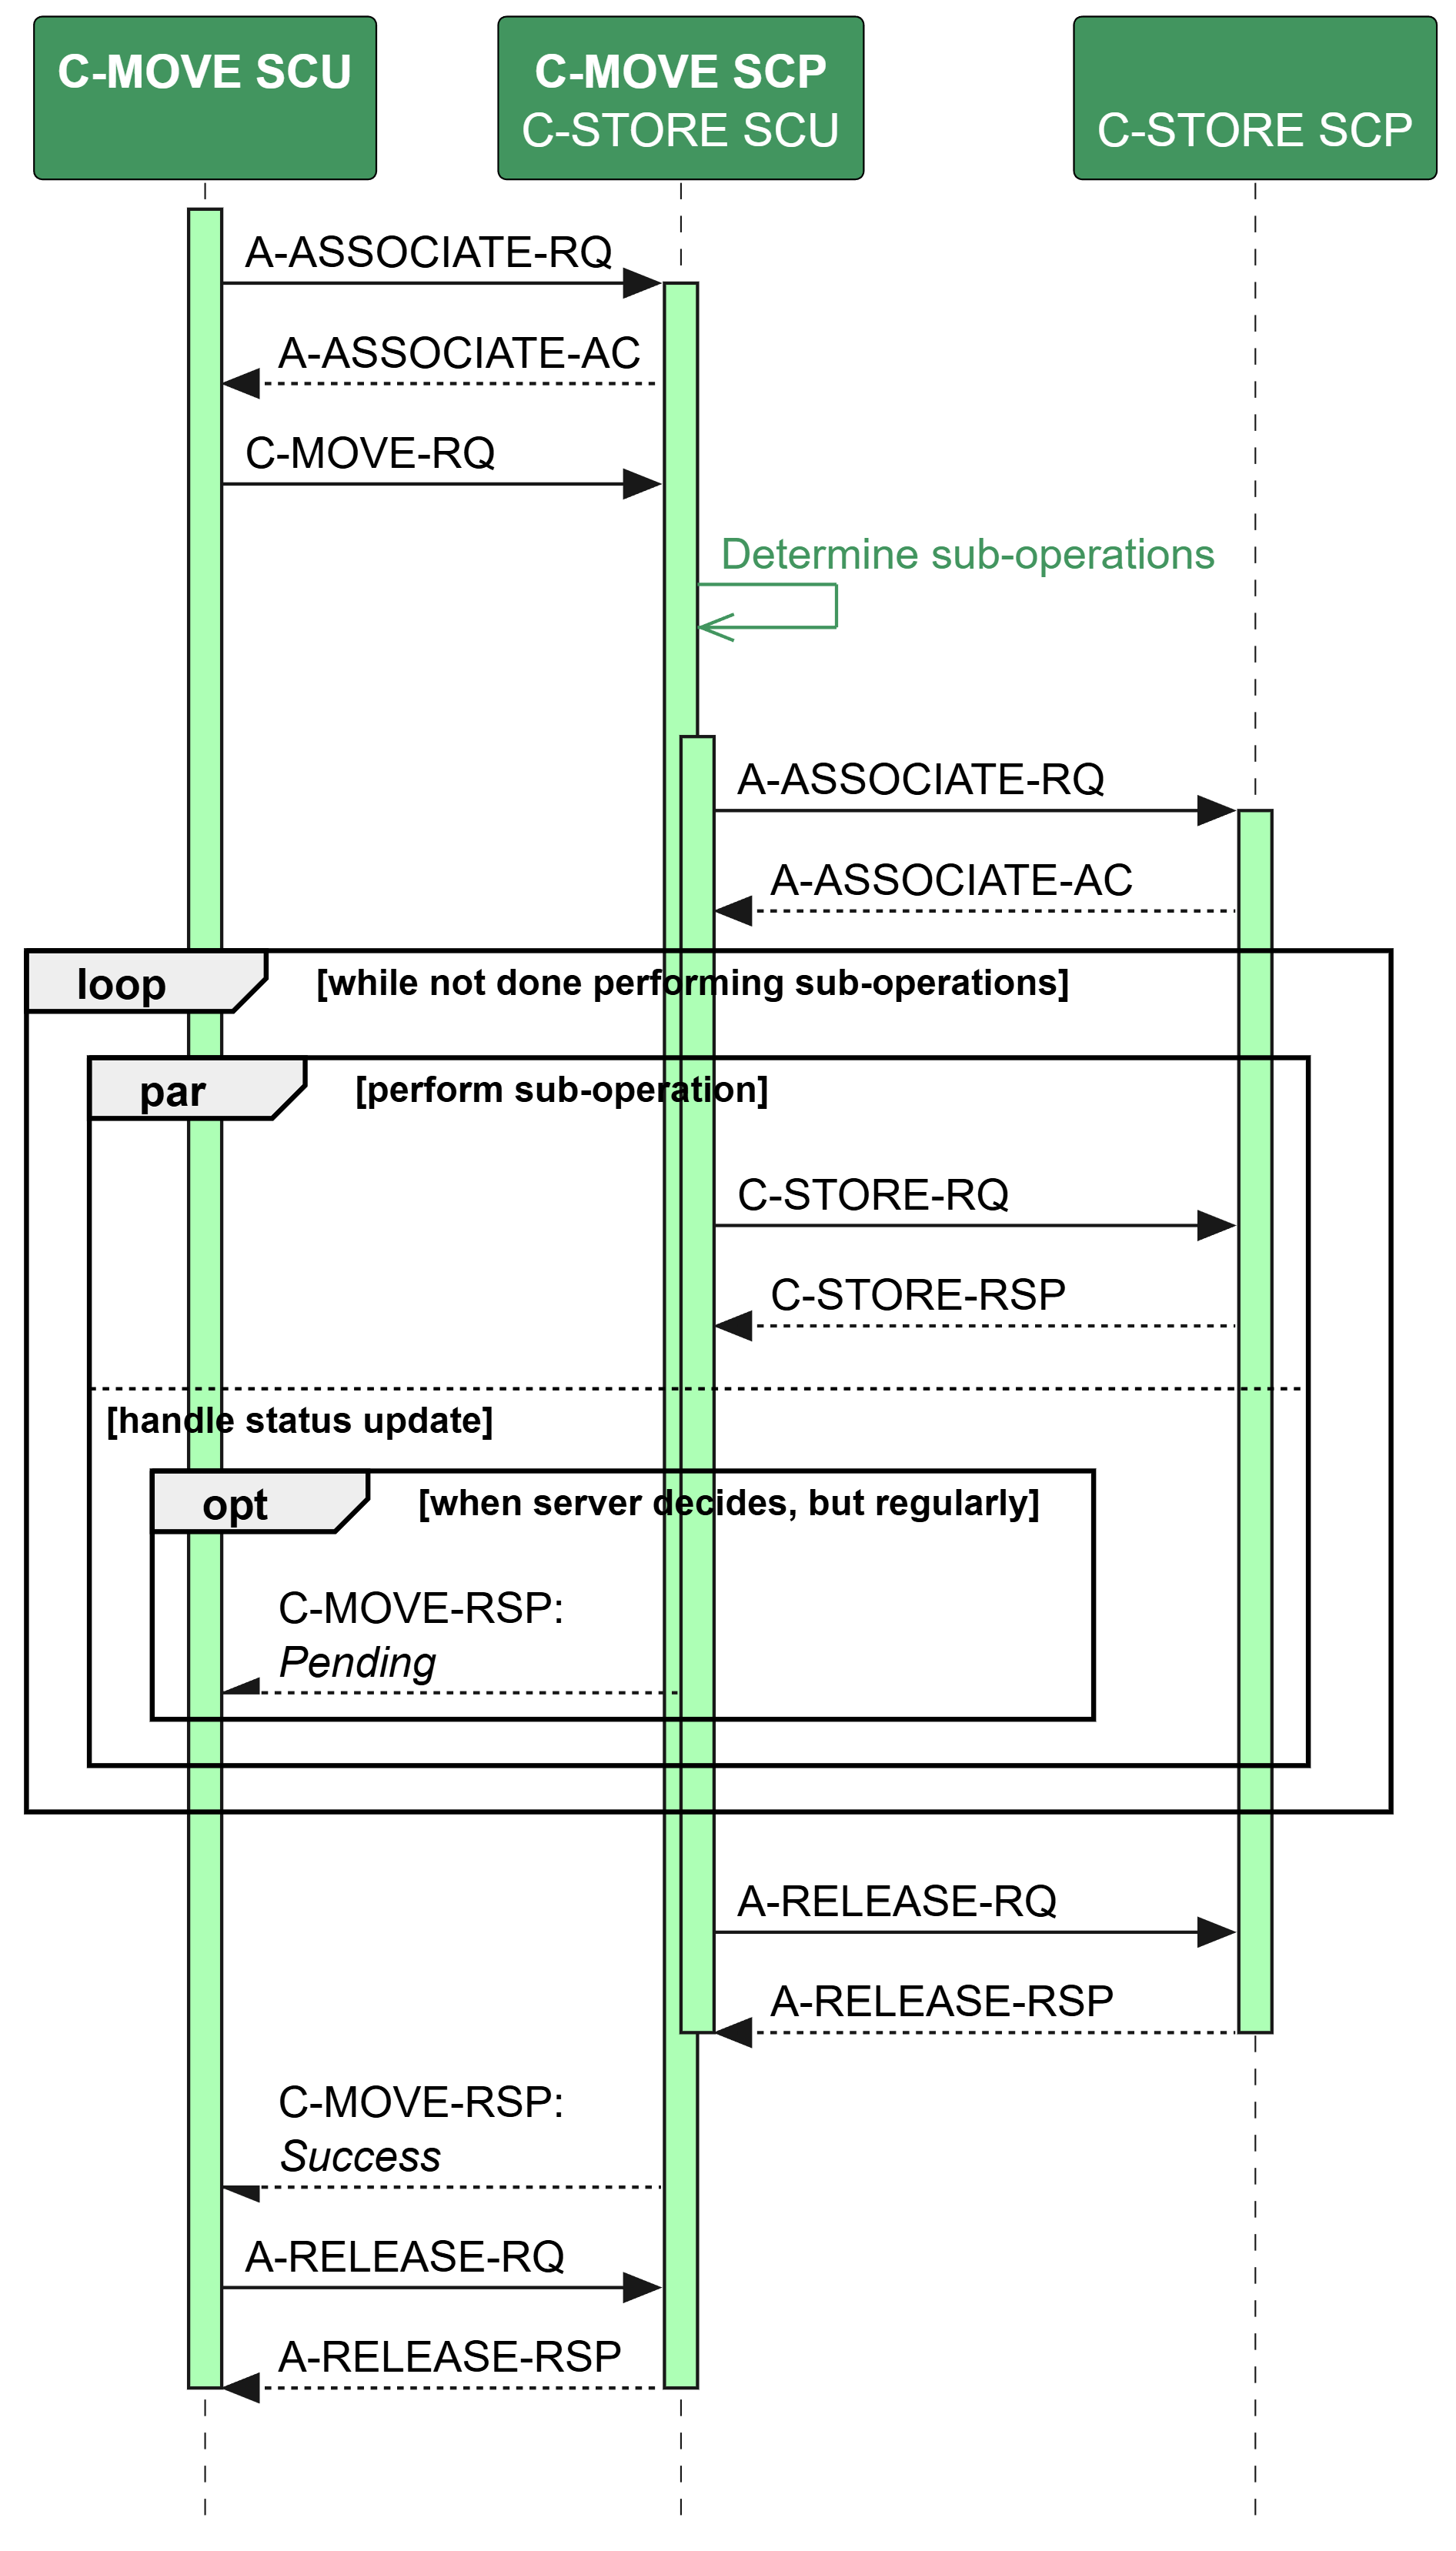 C-MOVE SCU
C-MOVE SCP
C-STORE SCU
C-STORE SCP
A-ASSOCIATE-RQ
A-ASSOCIATE-AC
C-MOVE-RQ
Determine sub-operations
A-ASSOCIATE-RQ
A-ASSOCIATE-AC
loop [while not done performing sub-operations]
par [perform sub-operation]
C-STORE-RQ
C-STORE-RSP
[handle status update]
opt [when server decides, but regularly]
C-MOVE-RSP:
Pending
A-RELEASE-RQ
A-RELEASE-RSP
C-MOVE-RSP:
Success
A-RELEASE-RQ
A-RELEASE-RSP